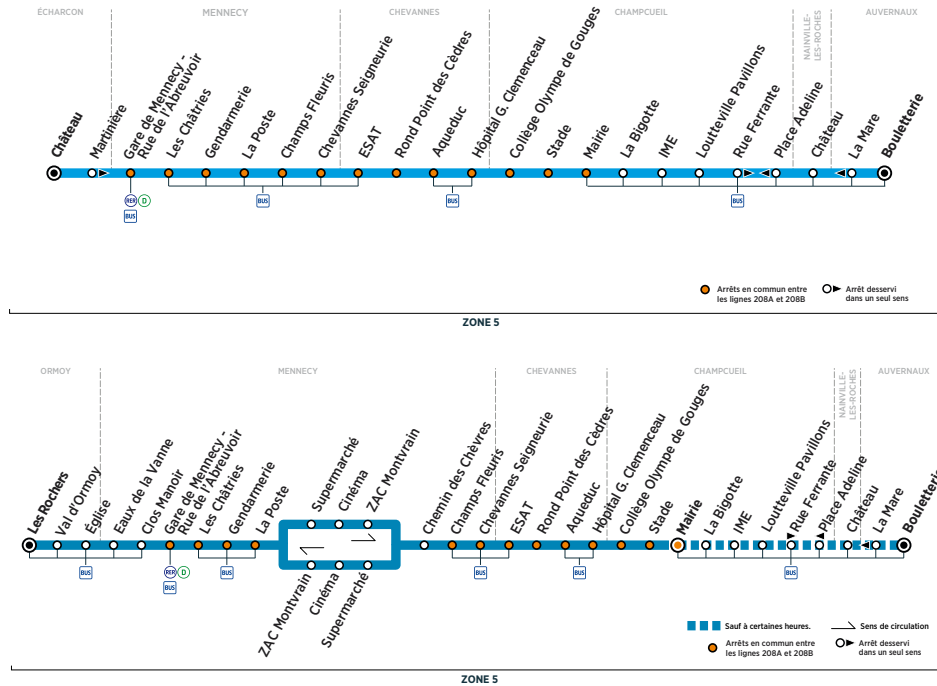 ÉCHARCON
MENNECY
CHEVANNES
CHAMPCUEIL
NAINVILLE-
LES-ROCHES
AUVERNAUX
Château
Martinière
Gare de Mennecy -
Rue de l'Abreuvoir
Les Châtries
Gendarmerie
La Poste
Champs Fleuris
Chevannes Seigneurie
ESAT
Rond Point des Cèdres
Aqueduc
Hôpital G. Clemenceau
Collège Olympe de Gouges
Stade
Mairie
La Bigotte
IME
Loutteville Pavillons
Rue Ferrante
Place Adeline
Château
La Mare
Bouletterie
RER D
BUS
BUS
BUS
BUS
Arrêts en commun entre
les lignes 208A et 208B
Arrêt desservi
dans un seul sens
ZONE 5
ORMOY
MENNECY
CHEVANNES
CHAMPCUEIL
NAINVILLE-
LES-ROCHES
AUVERNAUX
Les Rochers
Val d'Ormoy
Église
Eaux de la Vanne
Clos Manoir
Gare de Mennecy -
Rue de l'Abreuvoir
Les Châtries
Gendarmerie
La Poste
Supermarché
Cinéma
ZAC Montvrain
ZAC Montvrain
Cinéma
Supermarché
Chemin des Chèvres
Champs Fleuris
Chevannes Seigneurie
ESAT
Rond Point des Cèdres
Aqueduc
Hôpital G. Clemenceau
Collège Olympe de Gouges
Stade
Mairie
La Bigotte
IME
Loutteville Pavillons
Rue Ferrante
Place Adeline
Château
La Mare
Bouletterie
BUS
RER D
BUS
BUS
BUS
BUS
BUS
Sauf à certaines heures.
Sens de circulation
Arrêts en commun entre
les lignes 208A et 208B
Arrêt desservi
dans un seul sens
ZONE 5